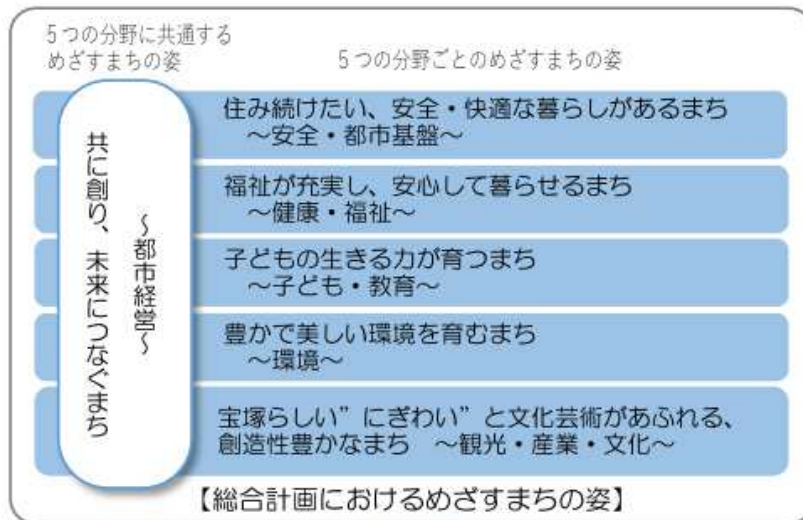 5つの分野に共通する
めざすまちの姿
5つの分野ごとのめざすまちの姿
共に創り、未来につなぐまち
～都市経営～
住み続けたい、安全・快適な暮らしがあるまち
～安全・都市基盤～
福祉が充実し、安心して暮らせるまち
～健康・福祉～
子どもの生きる力が育つまち
～子ども・教育～
豊かで美しい環境を育むまち
～環境～
宝塚らしい”にぎわい”と文化芸術があふれる、
創造性豊かなまち　～観光・産業・文化～
【総合計画におけるめざすまちの姿】